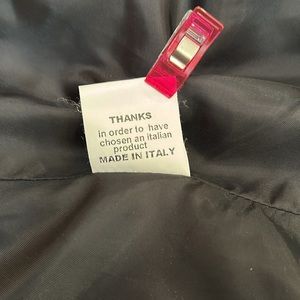 THANKS
in order to have
chosen an italian
product
MADE IN ITALY